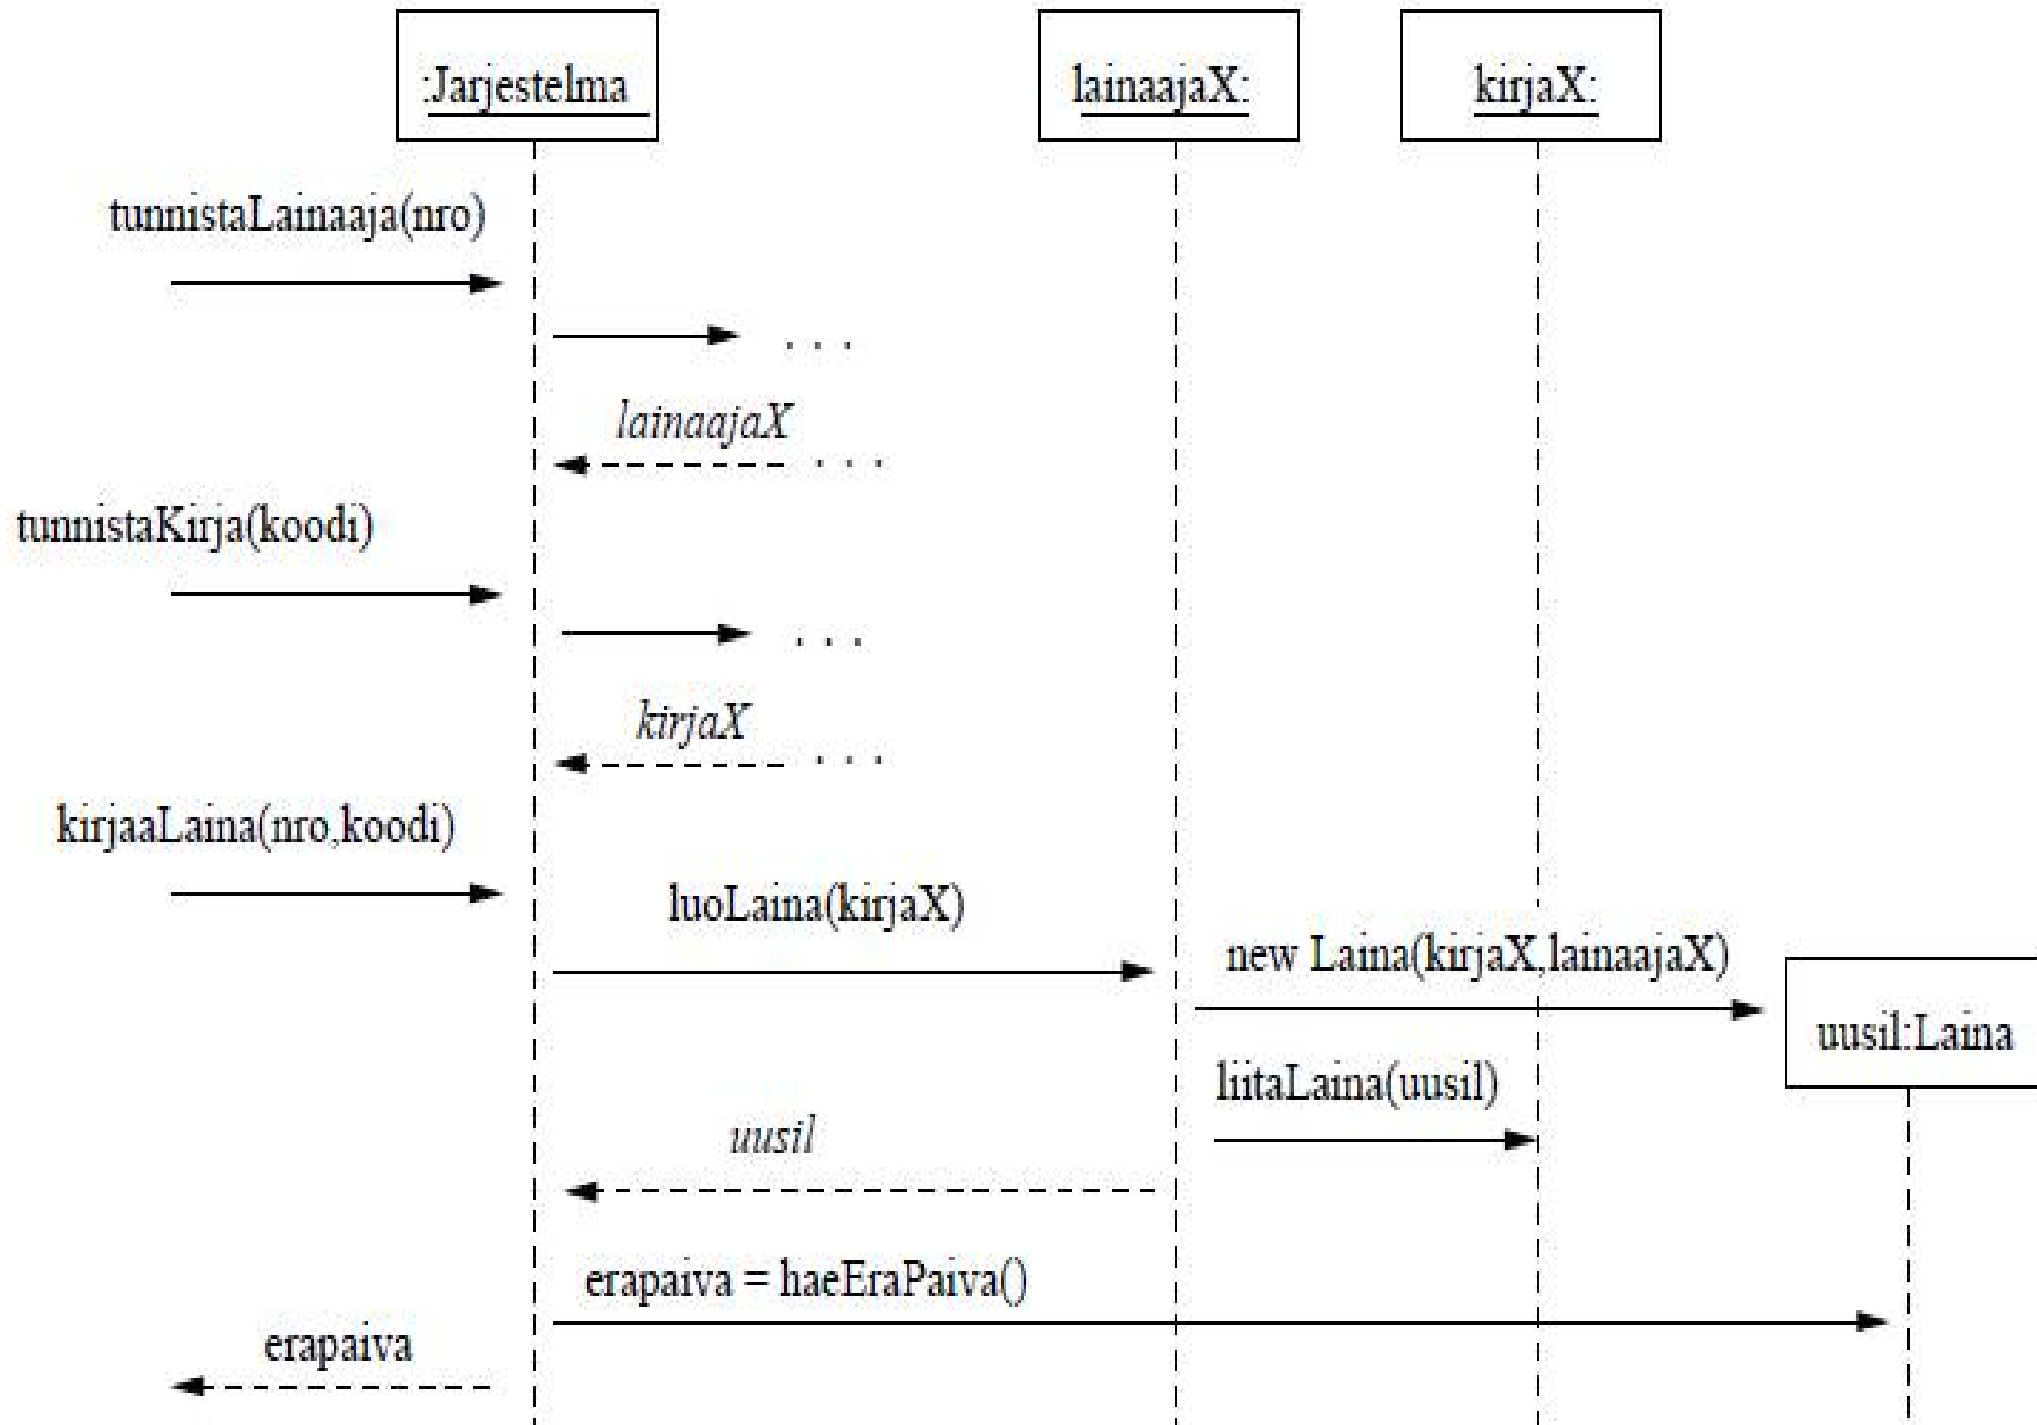 :Jarjestelma
lainaajaX:
kirjaX:
tunnistaLainaaja(nro)
. . .
lainaajaX
. . .
tunnistaKirja(koodi)
. . .
kirjaX
. . .
kirjaaLaina(nro,koodi)
luoLaina(kirjaX)
new Laina(kirjaX,lainaajaX)
uusil:Laina
liitaLaina(uusil)
uusil
erapaiva = haeEraPaiva()
erapaiva